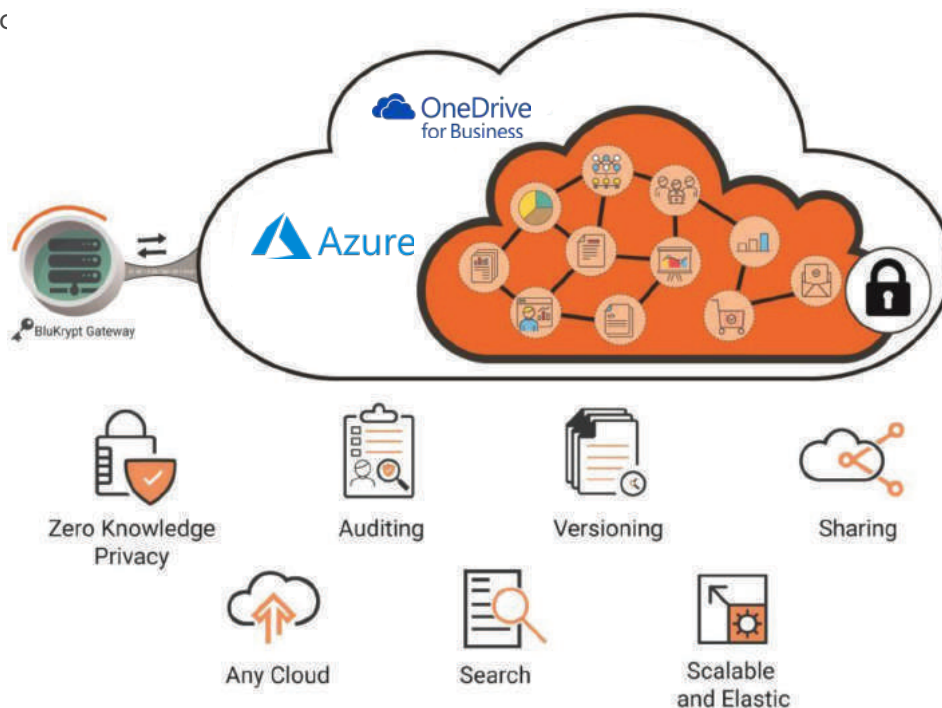 OneDrive
for Business
Azure
BluKrypt Gateway
Zero Knowledge
Privacy
Auditing
Versioning
Sharing
Any Cloud
Search
Scalable
and Elastic